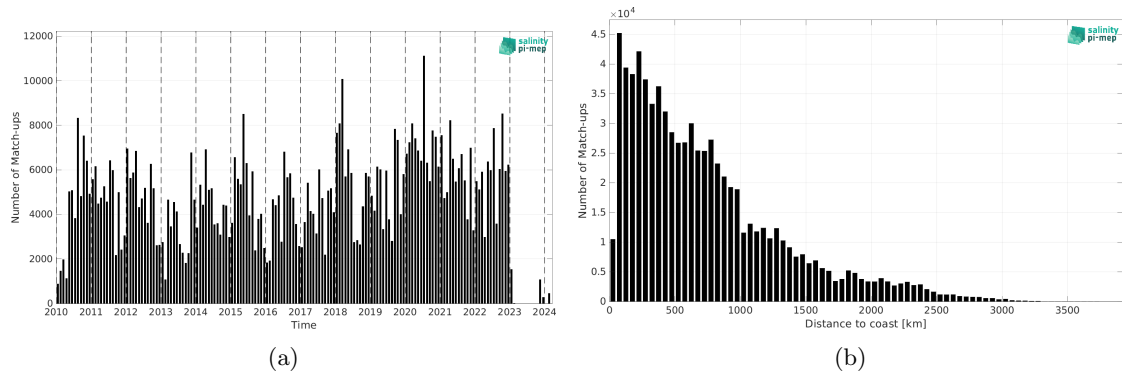 12000
10000
8000
6000
4000
2000
0
Number of Match-ups
2010 2011 2012 2013 2014 2015 2016 2017 2018 2019 2020 2021 2022 2023 2024
Time
salinity
pi-mep
(a)
×10⁴
4.5
4
3.5
3
2.5
2
1.5
1
0.5
0
Number of Match-ups
0 500 1000 1500 2000 2500 3000 3500
Distance to coast [km]
salinity
pi-mep
(b)